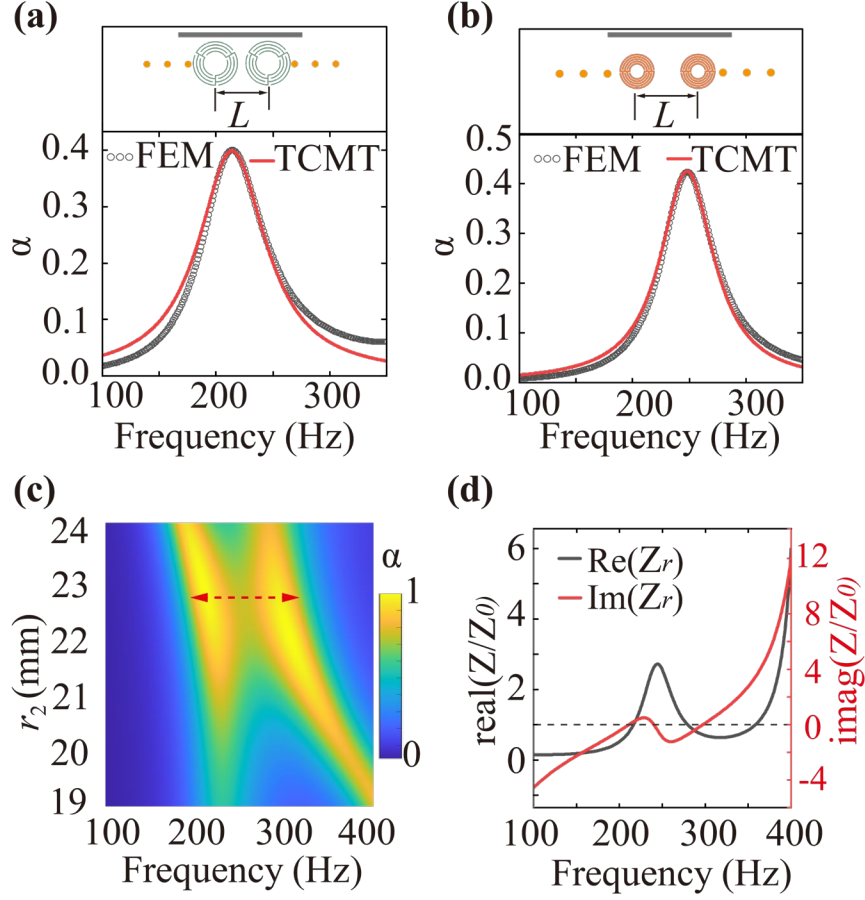 (a)
L
α
0.4
0.3
0.2
0.1
0.0
FEM
TCMT
100
200
300
Frequency (Hz)
(b)
L
α
0.5
0.4
0.3
0.2
0.1
0.0
FEM
TCMT
100
200
300
Frequency (Hz)
(c)
r2 (mm)
24
23
22
21
20
19
100
200
300
400
Frequency (Hz)
α
1
0
(d)
real(Z/Z0)
6
4
2
0
Re(Zr)
Im(Zr)
12
8
4
0
-4
imag(Z/Z0)
100
200
300
400
Frequency (Hz)